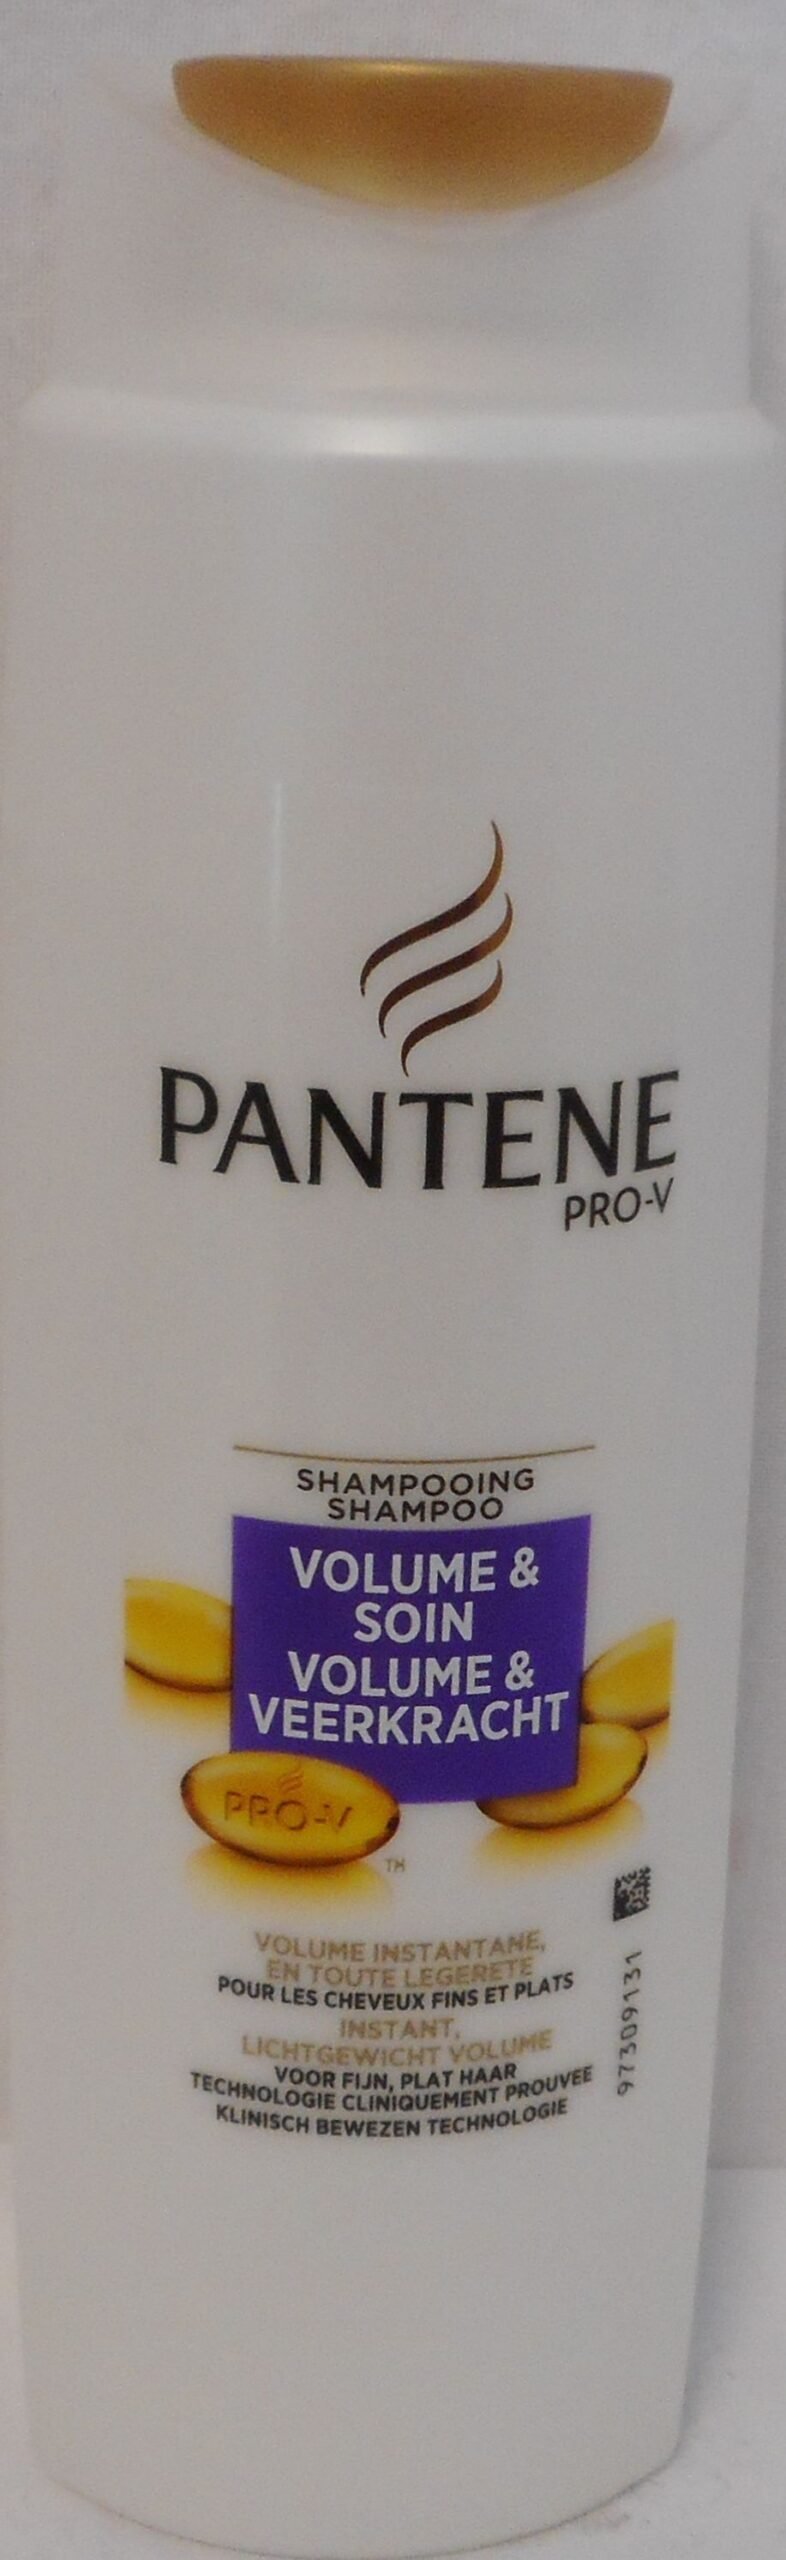 PANTENE
PRO-V
SHAMPOOING
SHAMPOO
VOLUME &
SOIN
VOLUME &
VEERKRACHT
PRO-V
TM
VOLUME INSTANTANE,
EN TOUTE LEGERETE
POUR LES CHEVEUX FINS ET PLATS
INSTANT,
LICHTGEWICHT VOLUME
VOOR FIJN, PLAT HAAR
TECHNOLOGIE CLINIQUEMENT PROUVEE
KLINISCH BEWEZEN TECHNOLOGIE
97309131